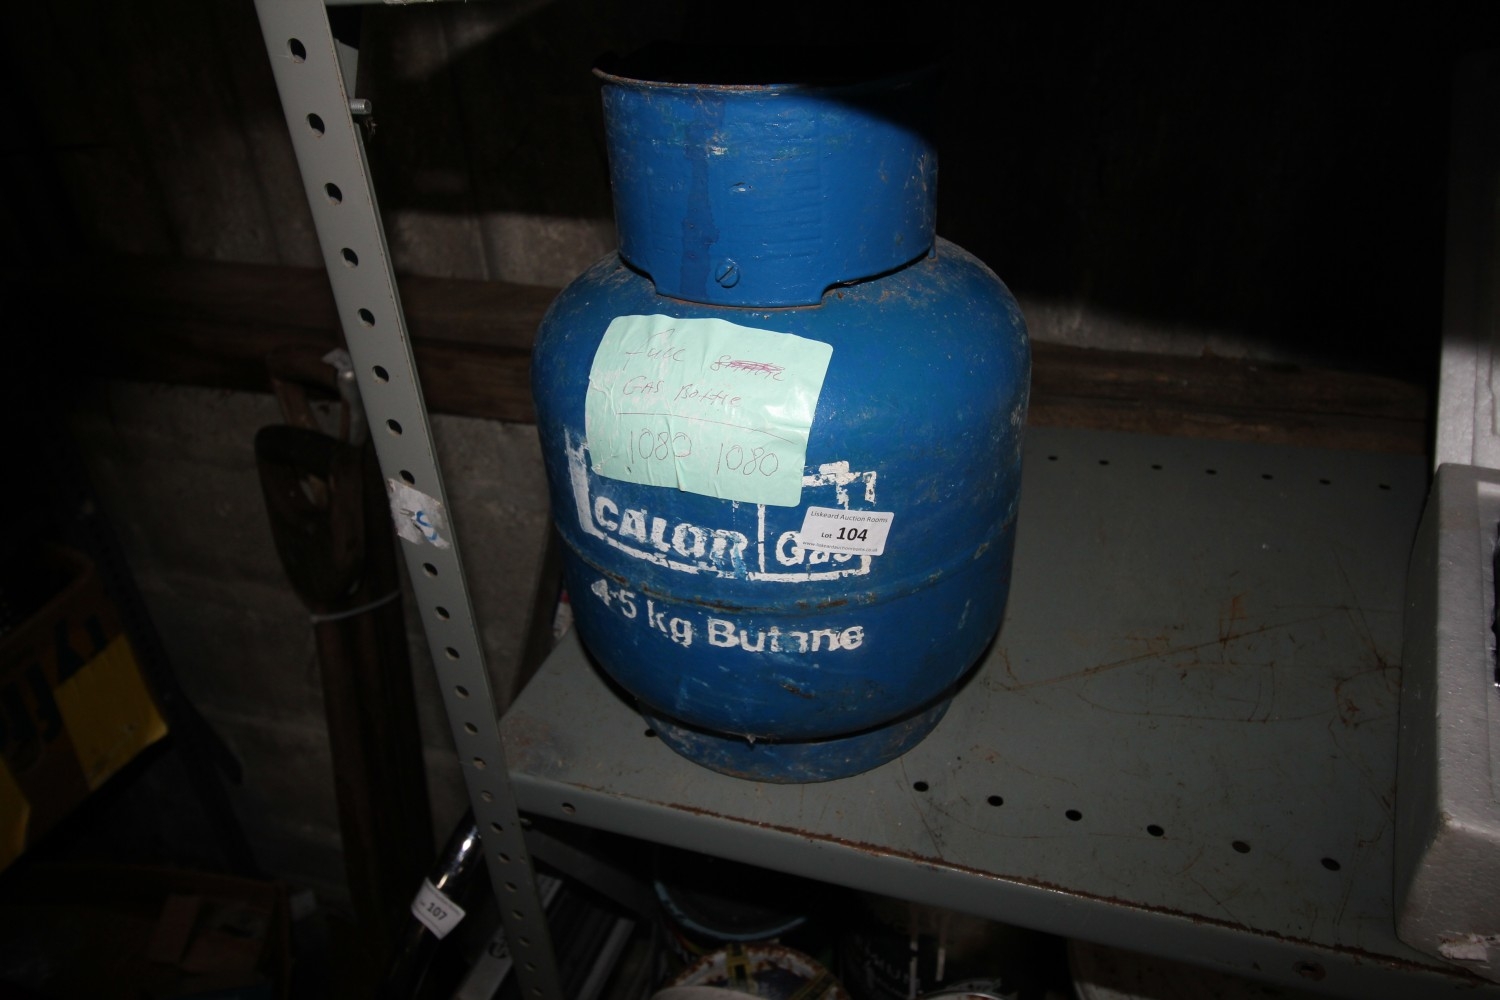 Full
Gas Bottle
1080 1080
CALOR Gas
Liskeard Auction Rooms
Lot 104
4·5 kg Butane
107